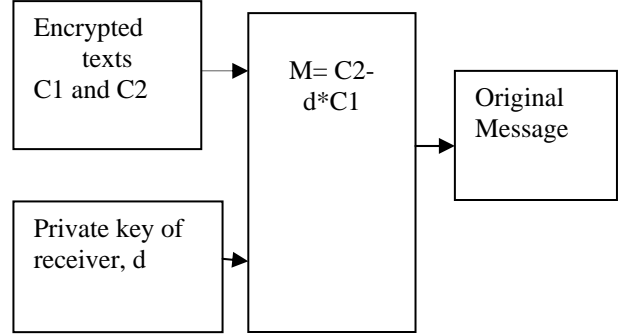 Encrypted
texts
C1 and C2
M= C2-
d*C1
Original
Message
Private key of
receiver, d